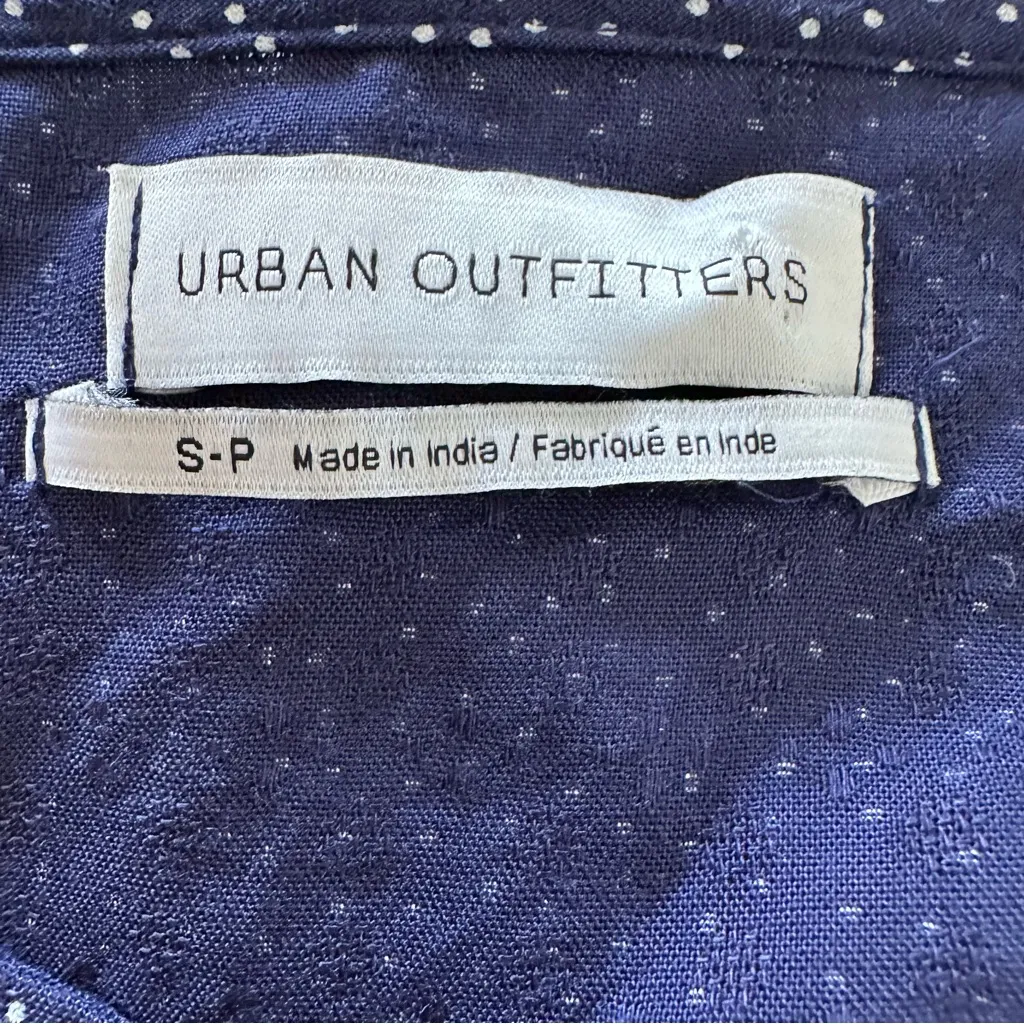 URBAN OUTFITTERS
S-P Made in India / Fabriqué en Inde